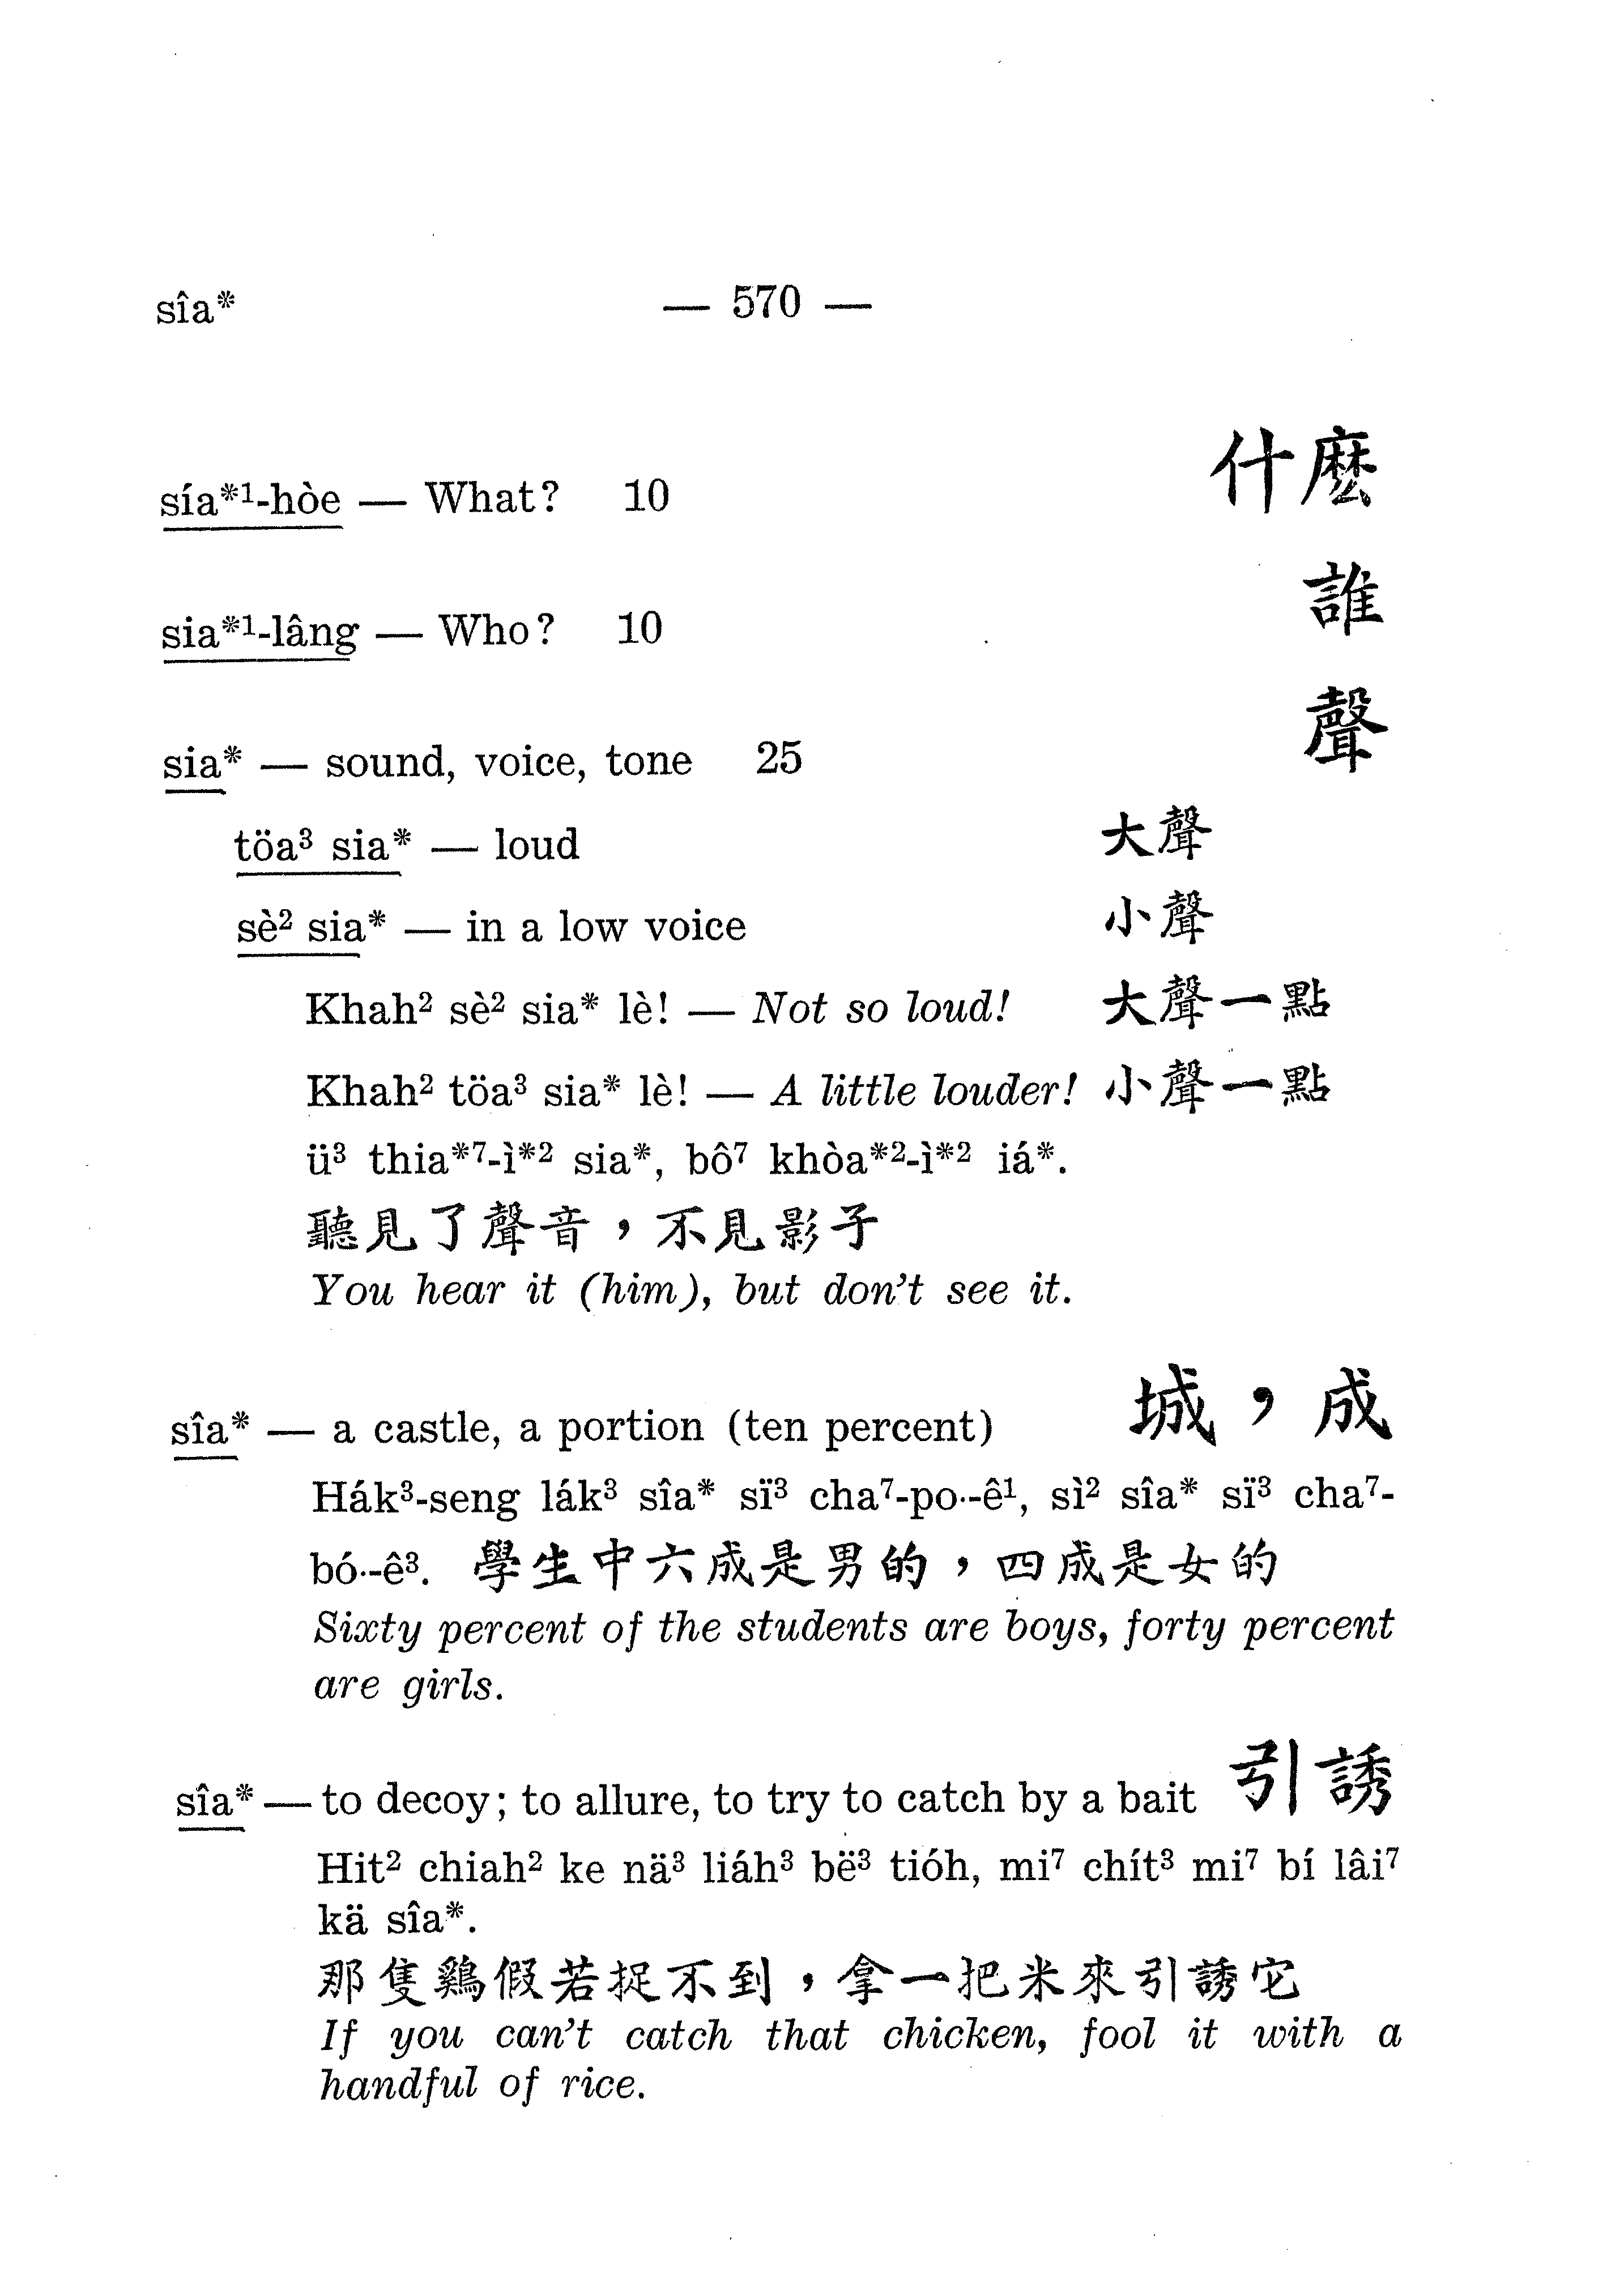 sîa* — 570 —
什麽
sía*¹-hòe — What? 10
誰
sia*¹-lâng — Who? 10
聲
sia* — sound, voice, tone 25
töa³ sia* — loud 大聲
sè² sia* — in a low voice 小聲
Khah² sè² sia* lè! — Not so loud! 大聲一點
Khah² töa³ sia* lè! — A little louder! 小聲一點
ü³ thia*⁷-ì*² sia*, bô⁷ khòa*²-ì*² iá*.
聽見了聲音，不見影子
You hear it (him), but don't see it.
sîa* — a castle, a portion (ten percent) 城，成
Hák³-seng lák³ sîa* sï³ cha⁷-po·-ê¹, sì² sîa* sï³ cha⁷-
bó·-ê³. 學生中六成是男的，四成是女的
Sixty percent of the students are boys, forty percent
are girls.
sîa* — to decoy; to allure, to try to catch by a bait 引誘
Hit² chiah² ke nä³ liáh³ bë³ tióh, mi⁷ chít³ mi⁷ bí lâi⁷
kä sîa*.
那隻鷄假若捉不到，拿一把米來引誘它
If you can't catch that chicken, fool it with a
handful of rice.